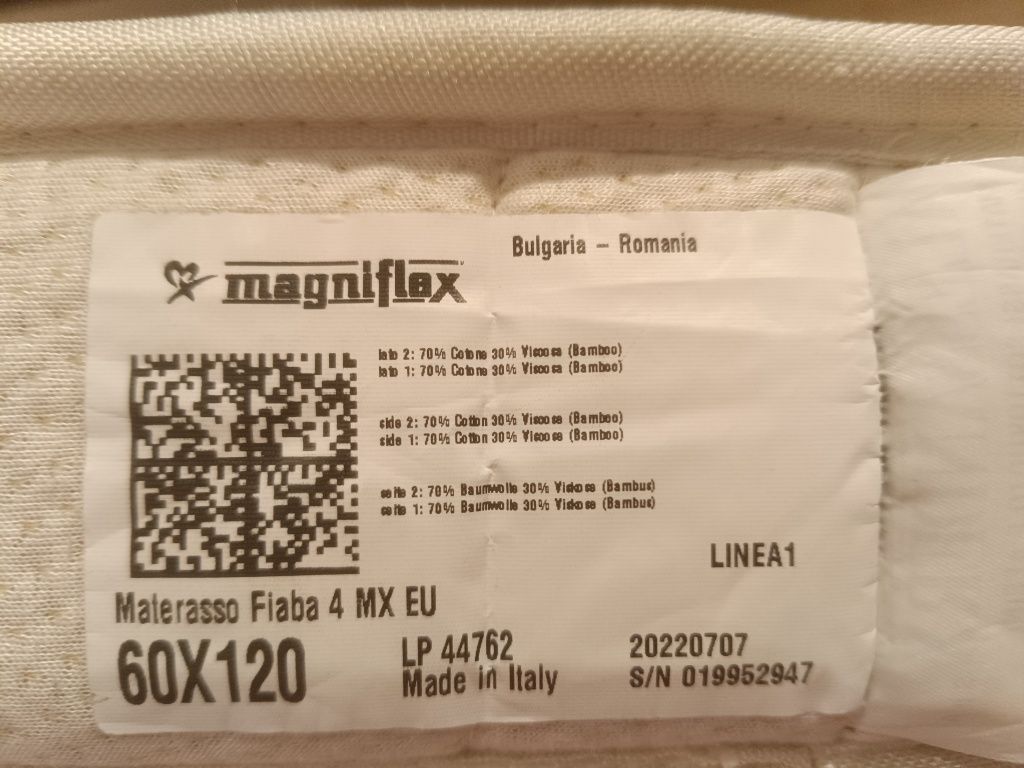 Bulgaria – Romania
magniflex
lato 2: 70% Cotone 30% Viscosa (Bamboo)
lato 1: 70% Cotone 30% Viscosa (Bamboo)
side 2: 70% Cotton 30% Viscose (Bamboo)
side 1: 70% Cotton 30% Viscose (Bamboo)
seite 2: 70% Baumwolle 30% Viskose (Bambus)
seite 1: 70% Baumwolle 30% Viskose (Bambus)
LINEA1
Materasso Fiaba 4 MX EU
60X120
LP 44762
20220707
Made in Italy
S/N 019952947